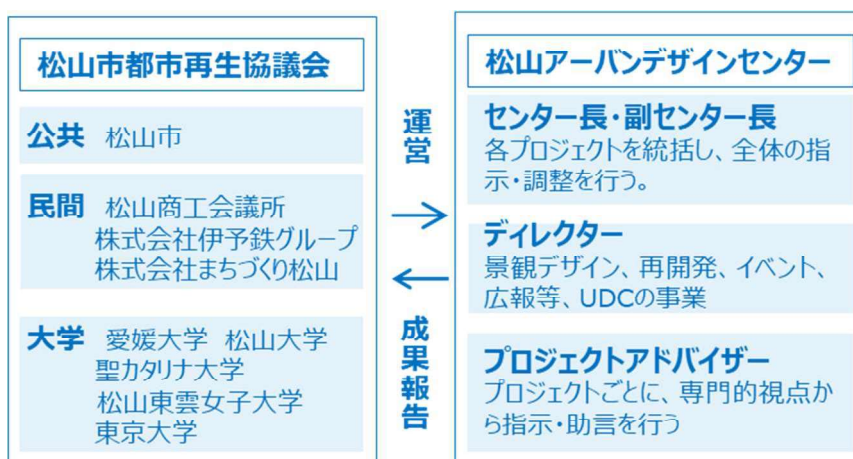 松山市都市再生協議会
公共 松山市
民間 松山商工会議所
株式会社伊予鉄グループ
株式会社まちづくり松山
大学 愛媛大学 松山大学
聖カタリナ大学
松山東雲女子大学
東京大学
運営
成果報告
松山アーバンデザインセンター
センター長・副センター長
各プロジェクトを統括し、全体の指
示・調整を行う。
ディレクター
景観デザイン、再開発、イベント、
広報等、UDCの事業
プロジェクトアドバイザー
プロジェクトごとに、専門的視点か
ら指示・助言を行う